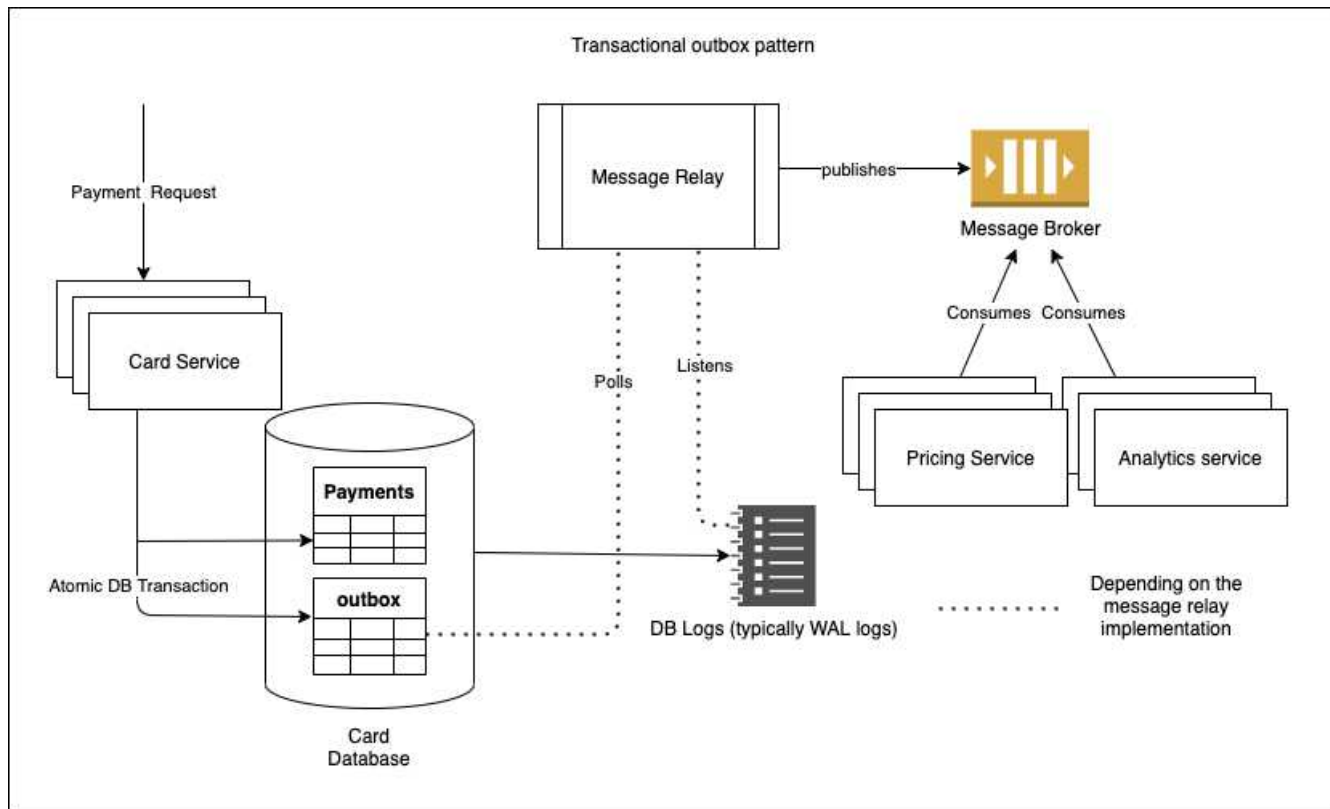 Transactional outbox pattern
Payment Request
Message Relay
publishes
Message Broker
Card Service
Consumes
Consumes
Polls
Listens
Pricing Service
Analytics service
Payments
Atomic DB Transaction
outbox
DB Logs (typically WAL logs)
Depending on the
message relay
implementation
Card
Database